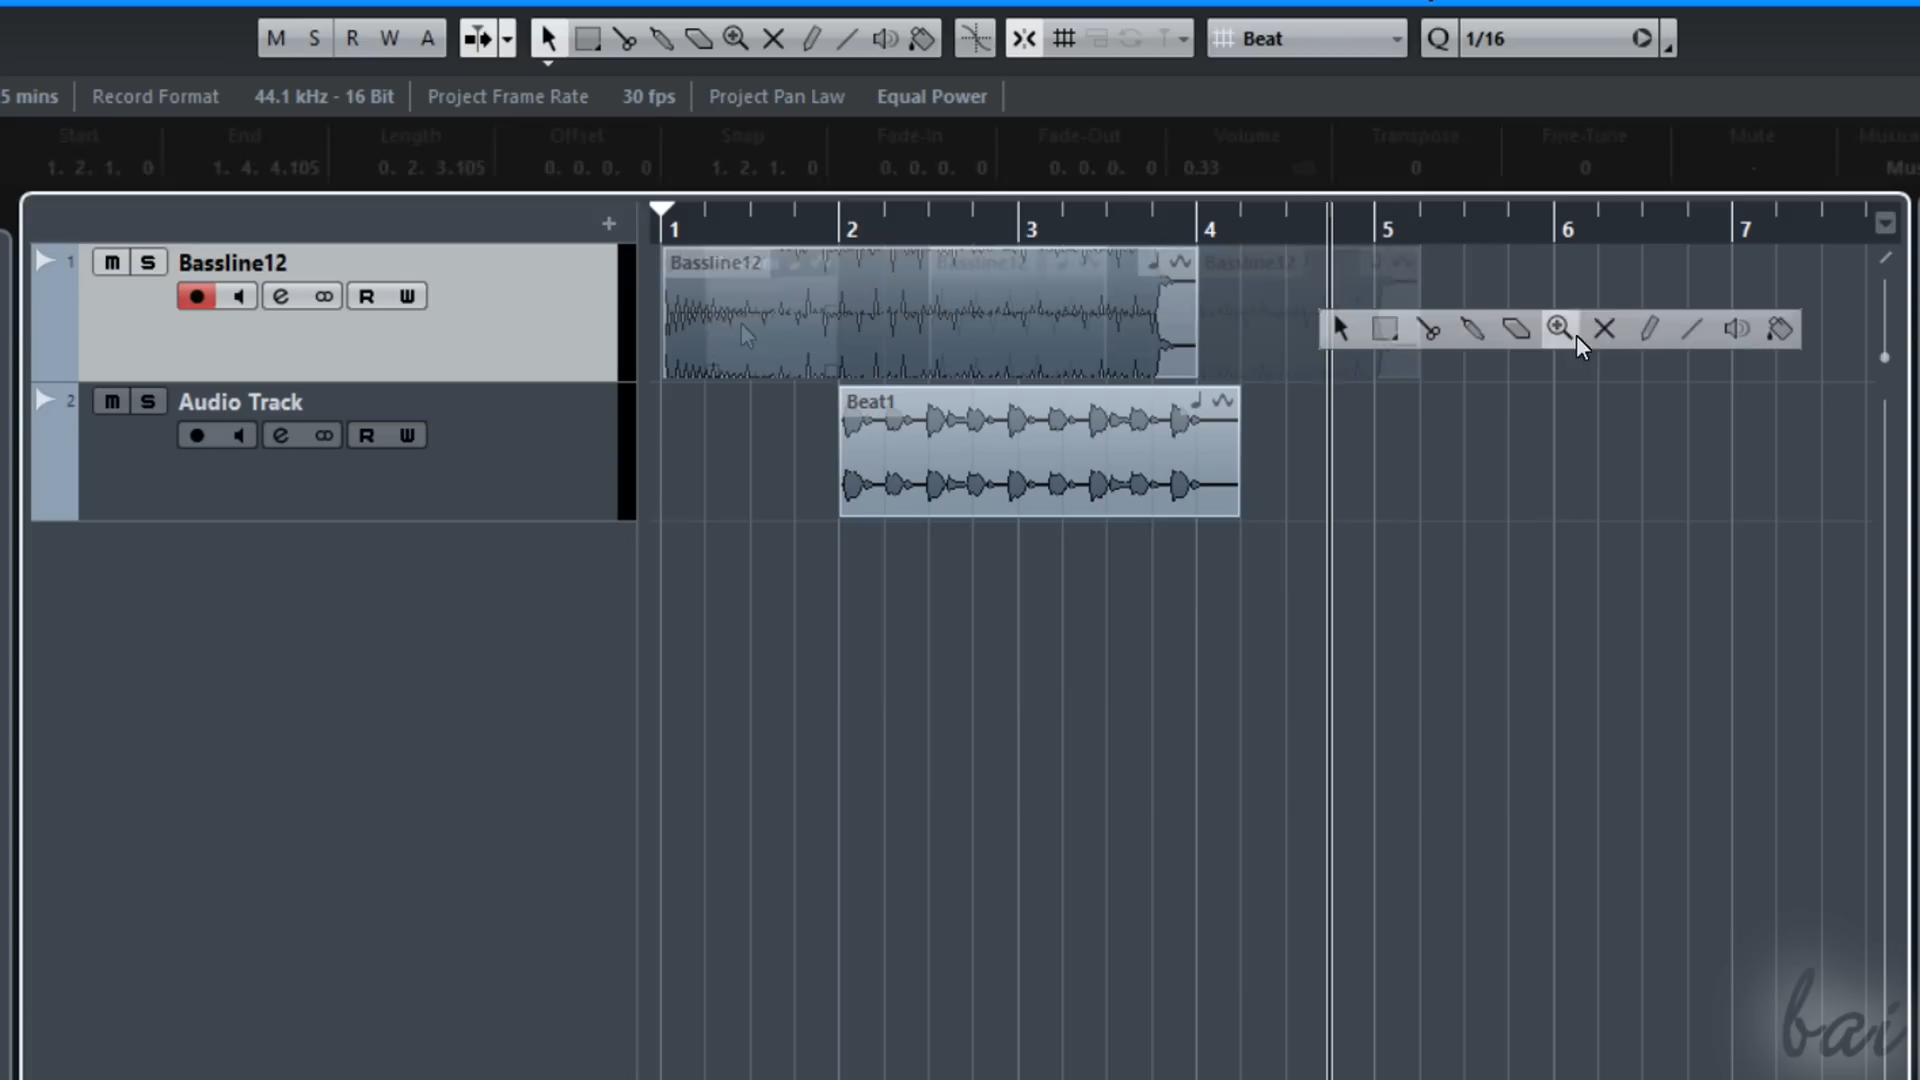 M S R W A Beat Q 1/16
5 mins Record Format 44.1 kHz - 16 Bit Project Frame Rate 30 fps Project Pan Law Equal Power
Start End Length Offset Snap Fade-In Fade-Out Volume Transpose Fine-Tune Mute
1. 2. 1. 0 1. 4. 4.105 0. 2. 3.105 0. 0. 0. 0 1. 2. 1. 0 0. 0. 0. 0 0. 0. 0. 0 0.33 0 0 - Mus
+ 1 2 3 4 5 6 7
1 m S Bassline12 Bassline12 Bassline12 Bassline12
e R W
2 m S Audio Track Beat1
e R W
bai